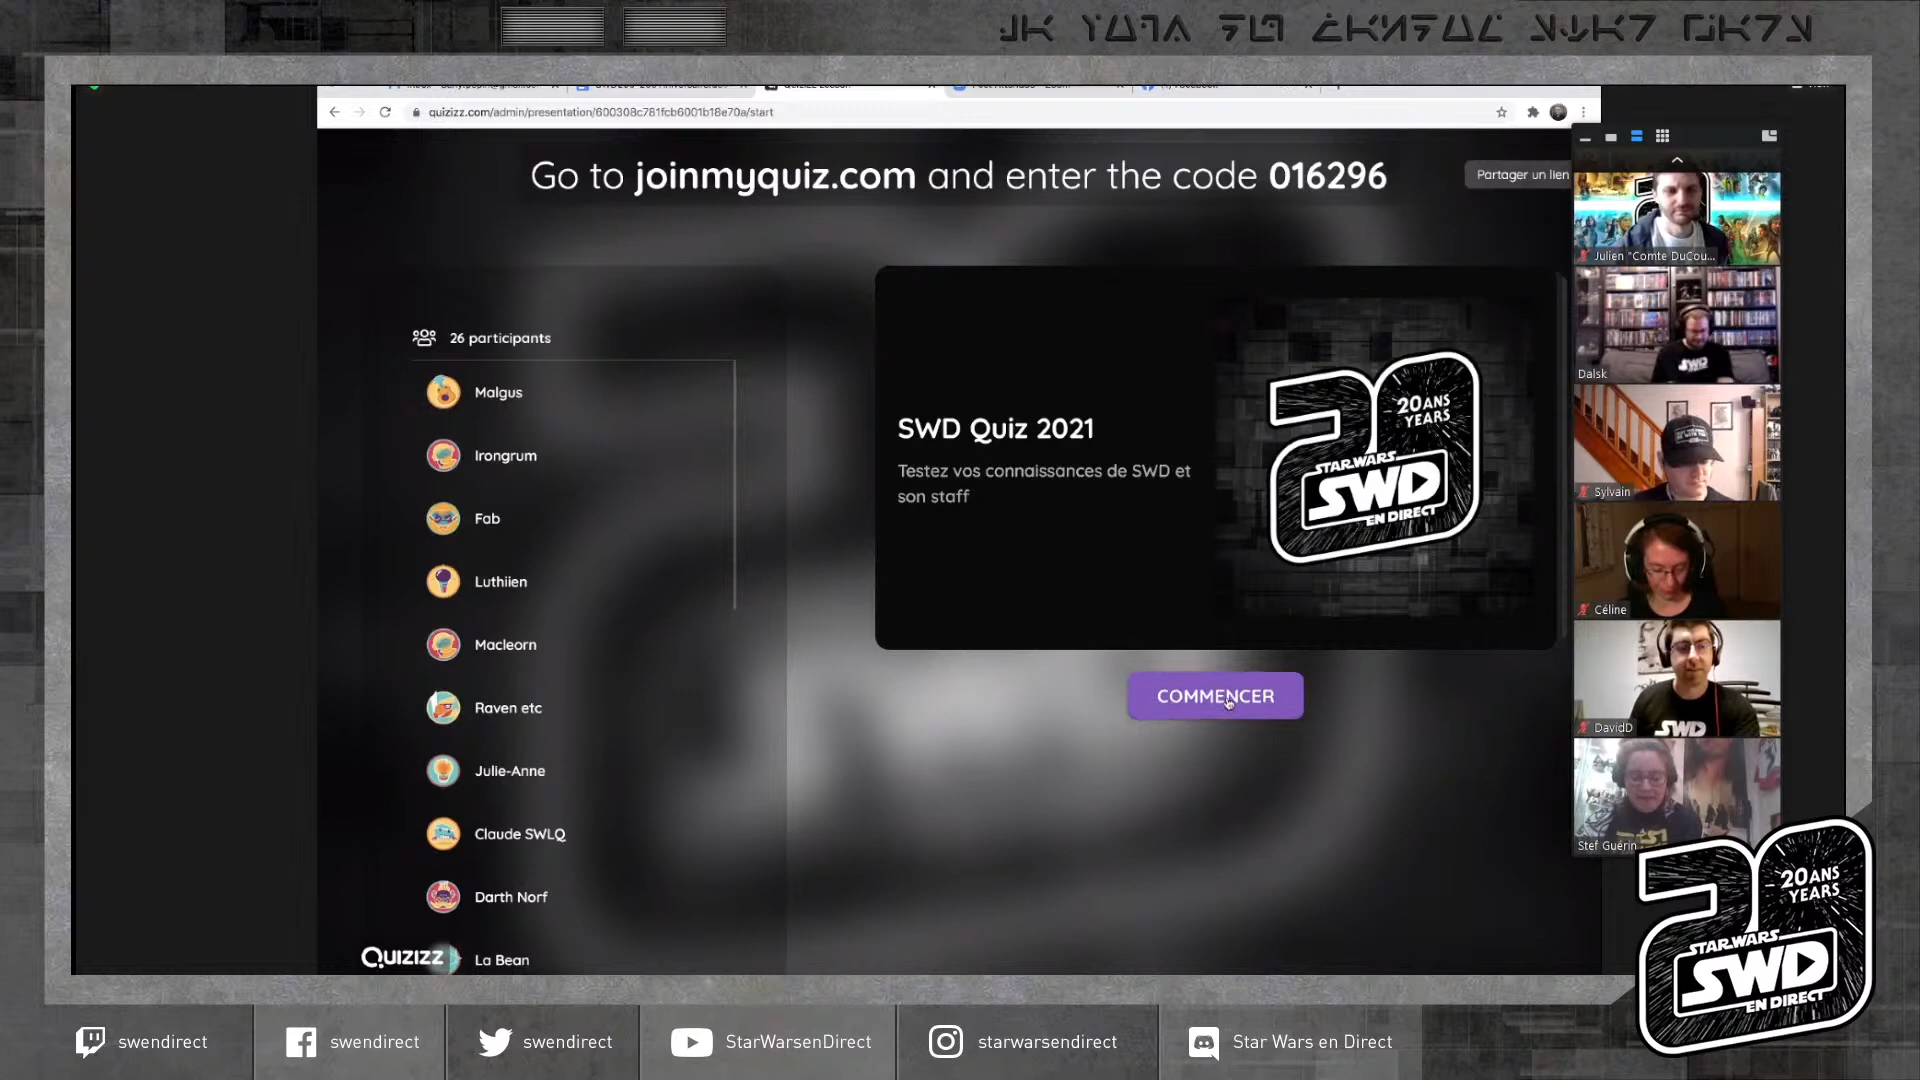 quizizz.com/admin/presentation/600308c781fcb6001b18e70a/start
Go to joinmyquiz.com and enter the code 016296
Partager un lien
26 participants
Malgus
Irongrum
Fab
Luthiien
Macleorn
Raven etc
Julie-Anne
Claude SWLQ
Darth Norf
La Bean
Quizizz
SWD Quiz 2021
Testez vos connaissances de SWD et
son staff
20 ANS
YEARS
STAR WARS
SWD
EN DIRECT
COMMENCER
Julien "Comte DuCou...
Dalsk
SWD
Sylvain
Céline
DavidD
SWD
Stef Guérin
20 ANS
YEARS
STAR WARS
SWD
EN DIRECT
swendirect
swendirect
swendirect
StarWarsenDirect
starwarsendirect
Star Wars en Direct